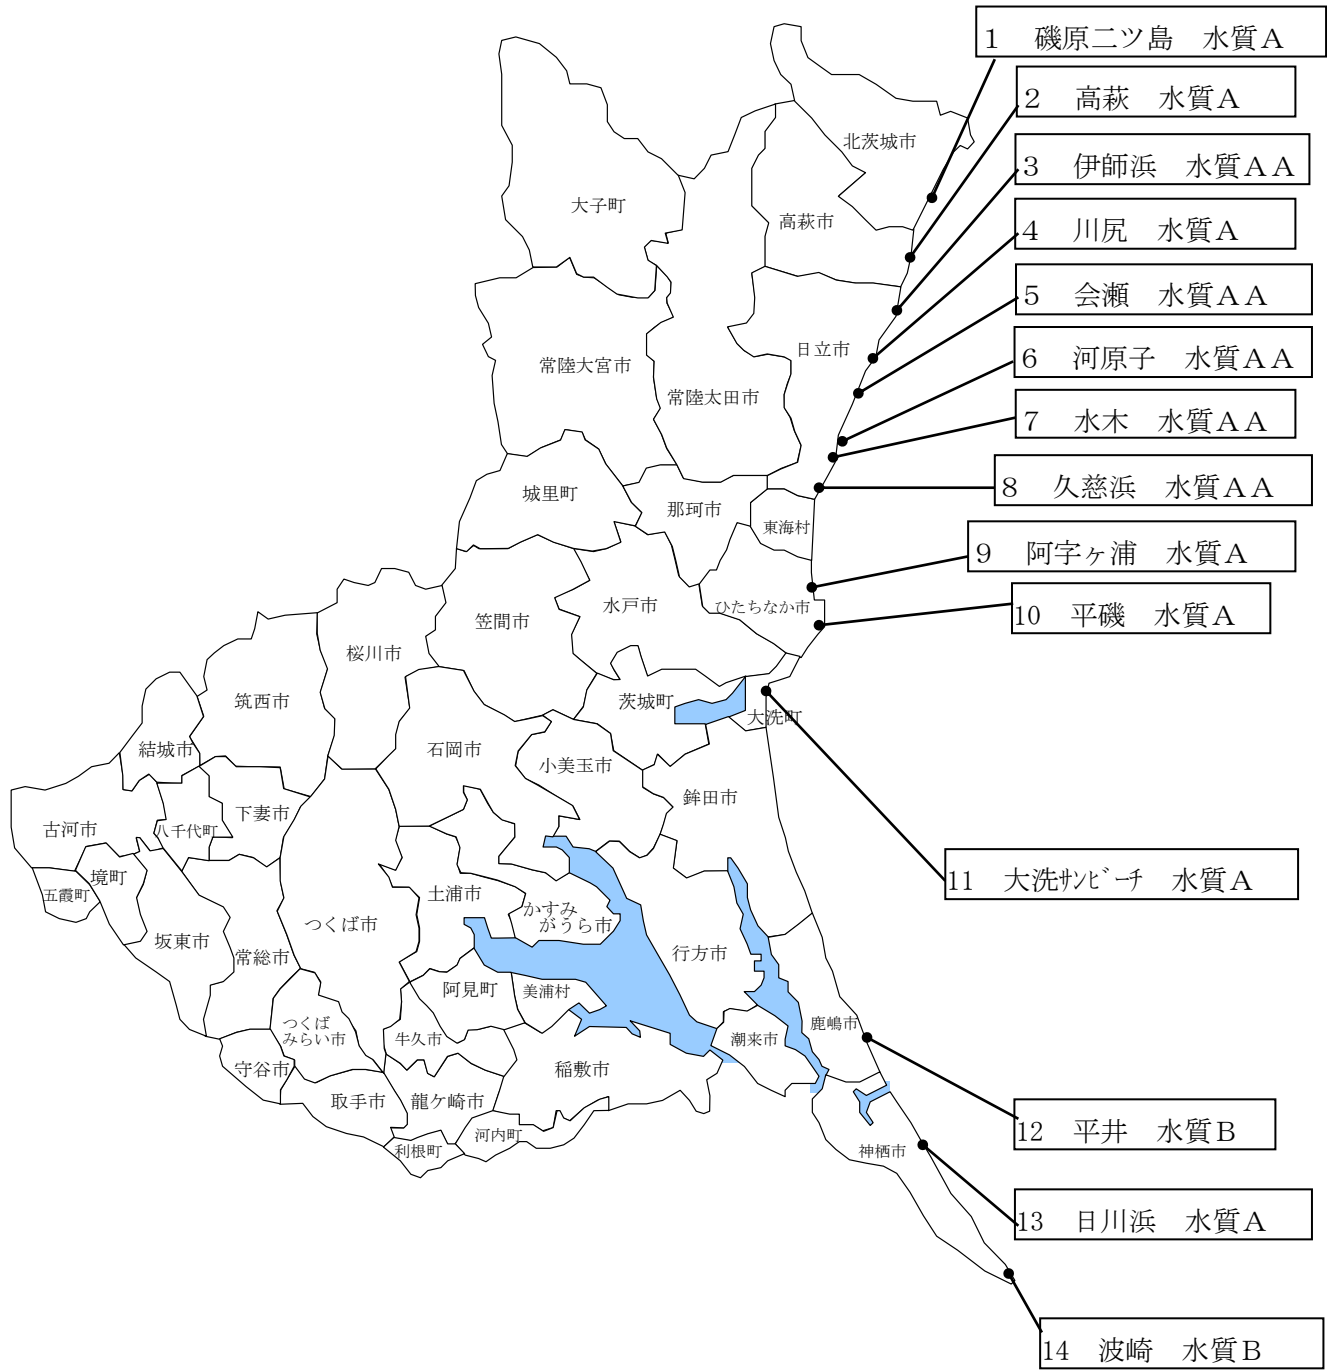 1　磯原二ツ島　水質A
2　高萩　水質A
3　伊師浜　水質AA
4　川尻　水質A
5　会瀬　水質AA
6　河原子　水質AA
7　水木　水質AA
8　久慈浜　水質AA
9　阿字ヶ浦　水質A
10　平磯　水質A
11　大洗ｻﾝﾋﾞｰﾁ　水質A
12　平井　水質B
13　日川浜　水質A
14　波崎　水質B
北茨城市
大子町
高萩市
日立市
常陸大宮市
常陸太田市
城里町
那珂市
東海村
ひたちなか市
水戸市
笠間市
桜川市
筑西市
茨城町
大洗町
結城市
石岡市
小美玉市
鉾田市
下妻市
八千代町
古河市
境町
五霞町
土浦市
かすみ
がうら市
つくば市
坂東市
常総市
行方市
阿見町
美浦村
つくば
みらい市
牛久市
潮来市
鹿嶋市
守谷市
稲敷市
取手市
龍ケ崎市
河内町
利根町
神栖市